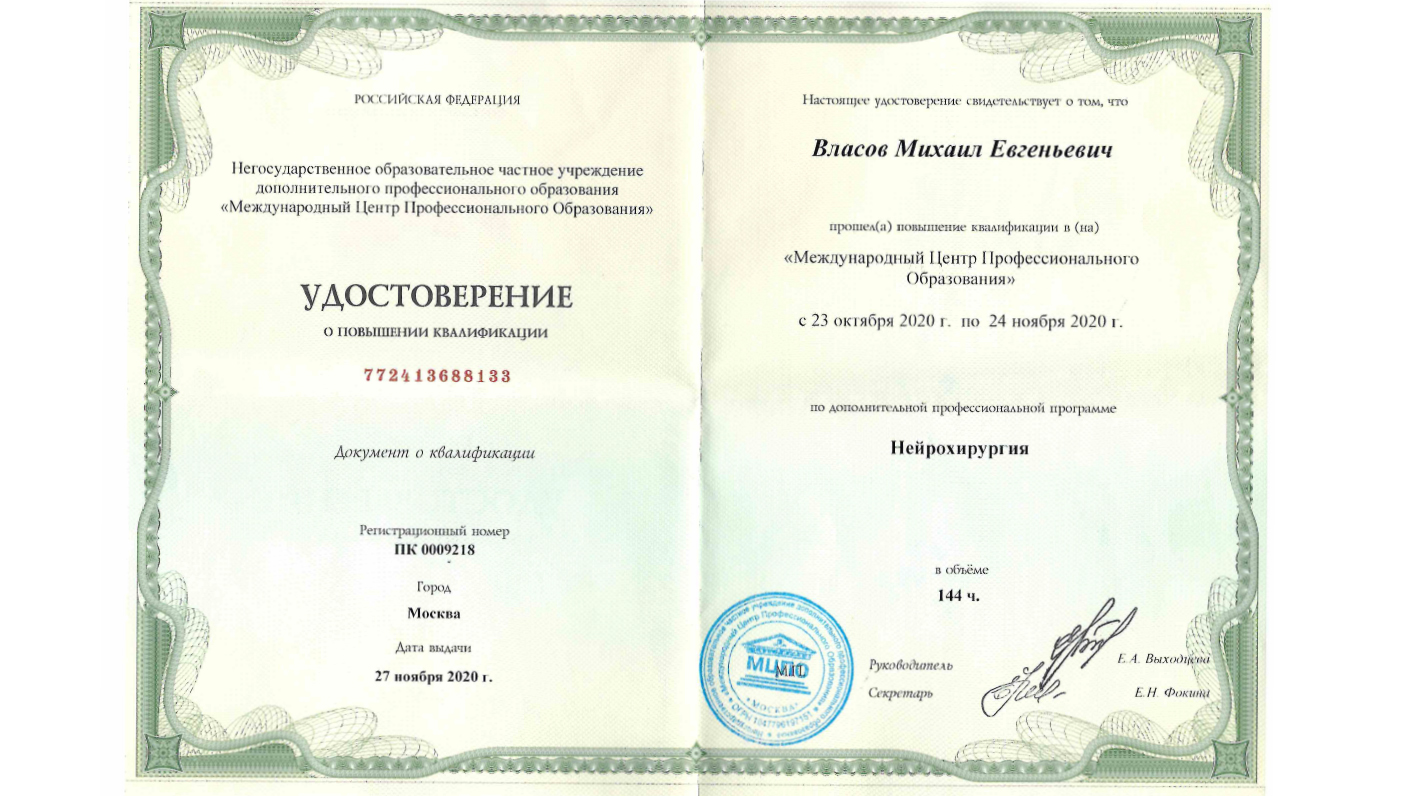 РОССИЙСКАЯ ФЕДЕРАЦИЯ
Негосударственное образовательное частное учреждение
дополнительного профессионального образования
«Международный Центр Профессионального Образования»
УДОСТОВЕРЕНИЕ
О ПОВЫШЕНИИ КВАЛИФИКАЦИИ
772413688133
Документ о квалификации
Регистрационный номер
ПК 0009218
Город
Москва
Дата выдачи
27 ноября 2020 г.
Настоящее удостоверение свидетельствует о том, что
Власов Михаил Евгеньевич
прошел(а) повышение квалификации в (на)
«Международный Центр Профессионального
Образования»
с 23 октября 2020 г. по 24 ноября 2020 г.
по дополнительной профессиональной программе
Нейрохирургия
в объёме
144 ч.
МЦПО
М.П.
МОСКВА
Руководитель
Е.А. Выходцева
Секретарь
Е.Н. Фокина